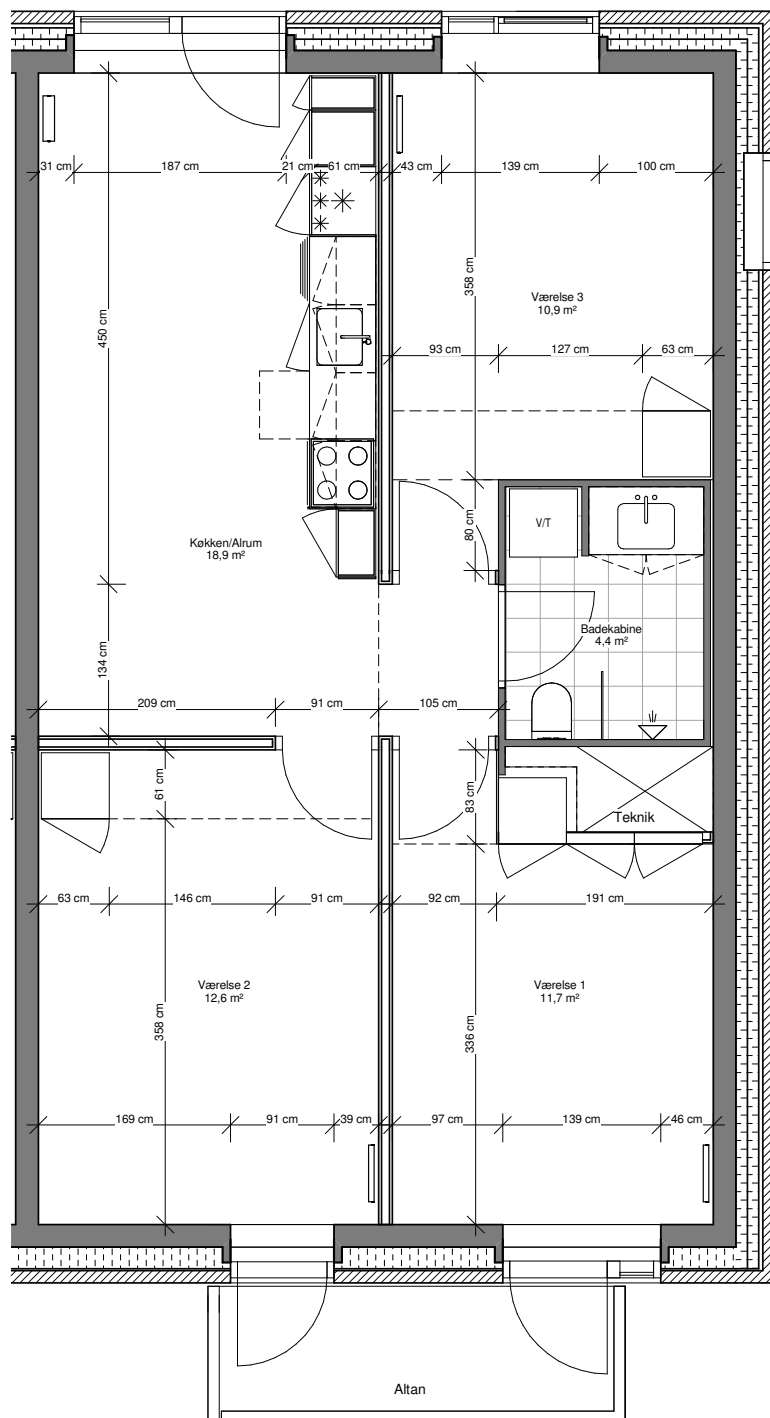 31 cm
187 cm
21 cm
61 cm
43 cm
139 cm
100 cm
450 cm
358 cm
Værelse 3
10,9 m²
93 cm
127 cm
63 cm
Køkken/Alrum
18,9 m²
80 cm
V/T
Badekabine
4,4 m²
134 cm
209 cm
91 cm
105 cm
61 cm
83 cm
Teknik
63 cm
146 cm
91 cm
92 cm
191 cm
Værelse 2
12,6 m²
Værelse 1
11,7 m²
358 cm
336 cm
169 cm
91 cm
39 cm
97 cm
139 cm
46 cm
Altan